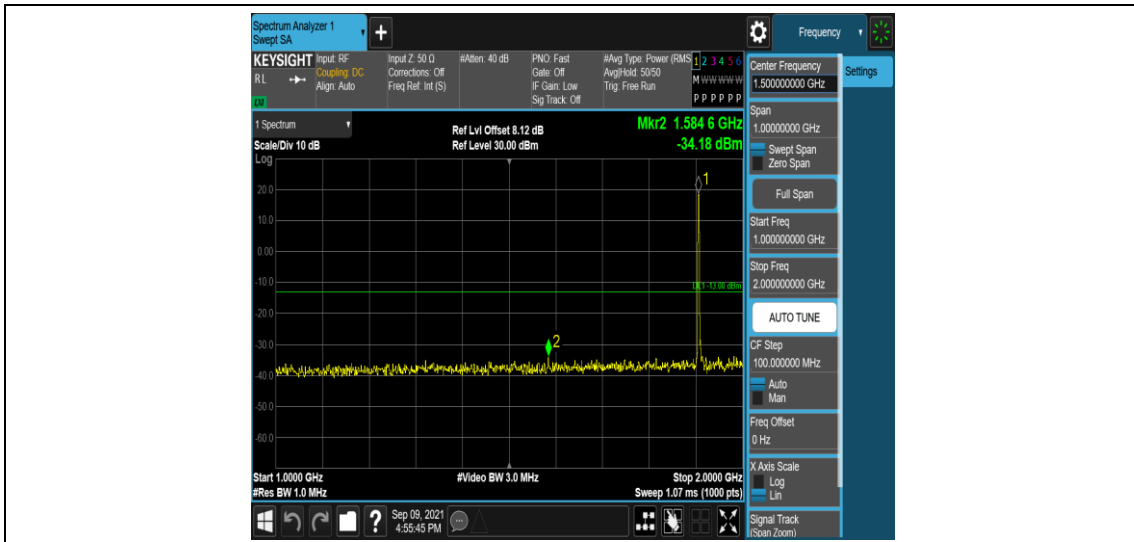 Spectrum Analyzer 1
Swept SA
+
Frequency
KEYSIGHT
RL
Input: RF
Coupling: DC
Align: Auto
Input Z: 50 Ω
Corrections: Off
Freq Ref: Int (S)
#Atten: 40 dB
PNO: Fast
Gate: Off
IF Gain: Low
Sig Track: Off
#Avg Type: Power (RMS
Avg|Hold: 50/50
Trig: Free Run
1 2 3 4 5 6
M W W W W W
P P P P P P
1 Spectrum
Scale/Div 10 dB
Ref Lvl Offset 8.12 dB
Ref Level 30.00 dBm
Mkr2 1.584 6 GHz
-34.18 dBm
Log
1
20.0
10.0
0.00
-10.0
DL1 -13.00 dBm
-20.0
-30.0
2
-40.0
-50.0
-60.0
Start 1.0000 GHz
#Res BW 1.0 MHz
#Video BW 3.0 MHz
Stop 2.0000 GHz
Sweep 1.07 ms (1000 pts)
?
Sep 09, 2021
4:55:45 PM
Center Frequency
1.500000000 GHz
Settings
Span
1.00000000 GHz
Swept Span
Zero Span
Full Span
Start Freq
1.000000000 GHz
Stop Freq
2.000000000 GHz
AUTO TUNE
CF Step
100.000000 MHz
Auto
Man
Freq Offset
0 Hz
X Axis Scale
Log
Lin
Signal Track
(Span Zoom)